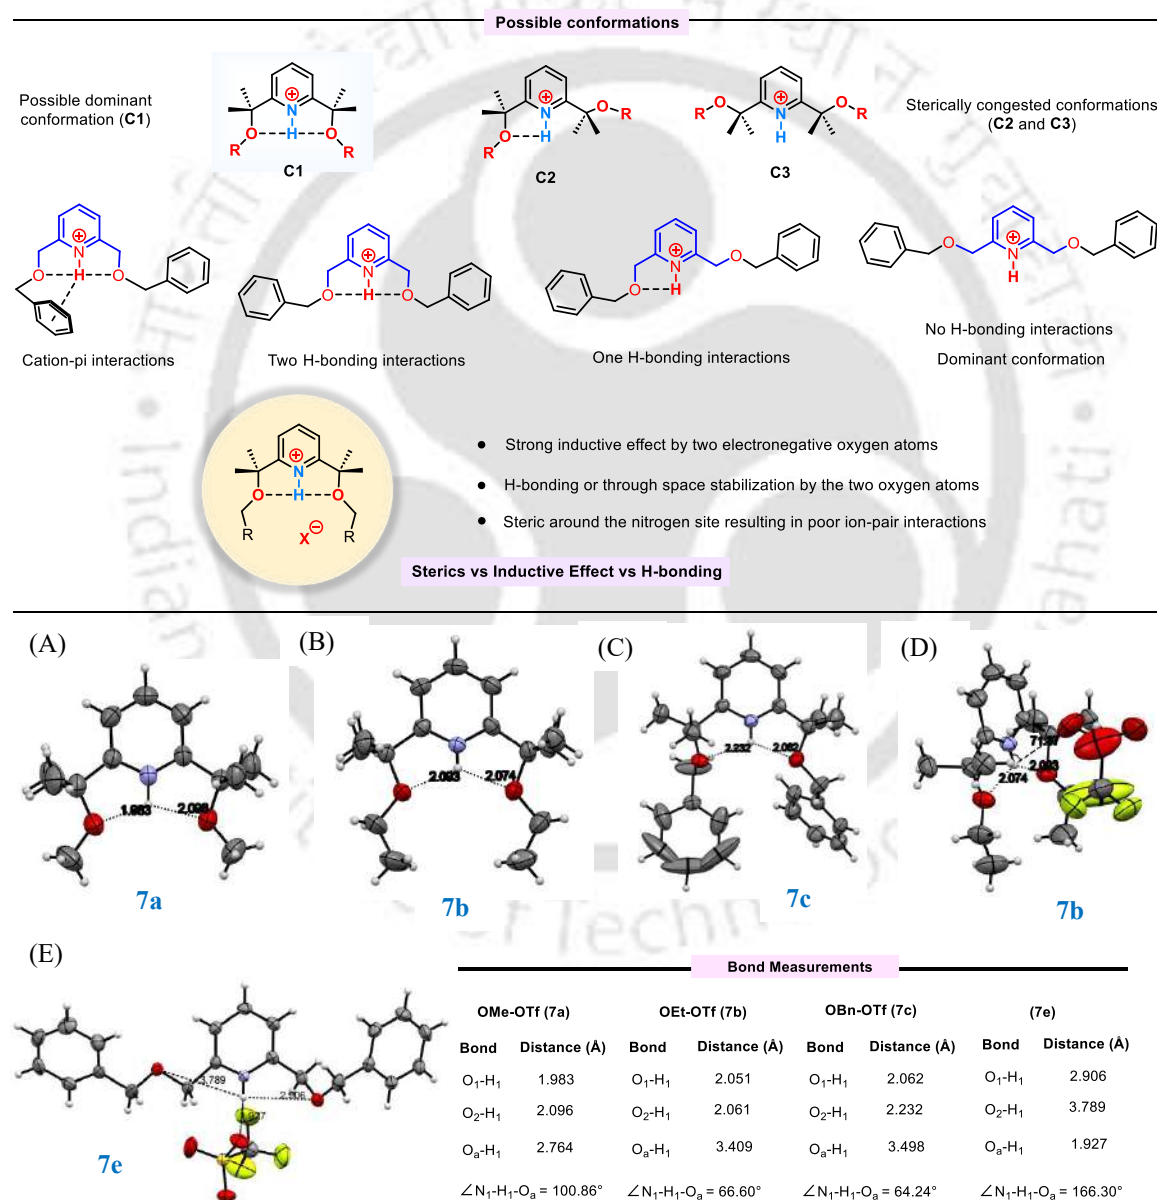 Possible conformations
Possible dominant
conformation (C1)
C1
C2
C3
Sterically congested conformations
(C2 and C3)
Cation-pi interactions
Two H-bonding interactions
One H-bonding interactions
No H-bonding interactions
Dominant conformation
Strong inductive effect by two electronegative oxygen atoms
H-bonding or through space stabilization by the two oxygen atoms
Steric around the nitrogen site resulting in poor ion-pair interactions
Sterics vs Inductive Effect vs H-bonding
(A)
(B)
(C)
(D)
1.983
2.096
2.093
2.074
2.232
2.062
2.074
2.093
7a
7b
7c
7b
(E)
3.789
2.906
1.927
7e
Bond Measurements
OMe-OTf (7a) OEt-OTf (7b) OBn-OTf (7c) (7e)
Bond Distance (Å) Bond Distance (Å) Bond Distance (Å) Bond Distance (Å)
O₁-H₁ 1.983 O₁-H₁ 2.051 O₁-H₁ 2.062 O₁-H₁ 2.906
O₂-H₁ 2.096 O₂-H₁ 2.061 O₂-H₁ 2.232 O₂-H₁ 3.789
Oₐ-H₁ 2.764 Oₐ-H₁ 3.409 Oₐ-H₁ 3.498 Oₐ-H₁ 1.927
∠N₁-H₁-Oₐ = 100.86° ∠N₁-H₁-Oₐ = 66.60° ∠N₁-H₁-Oₐ = 64.24° ∠N₁-H₁-Oₐ = 166.30°